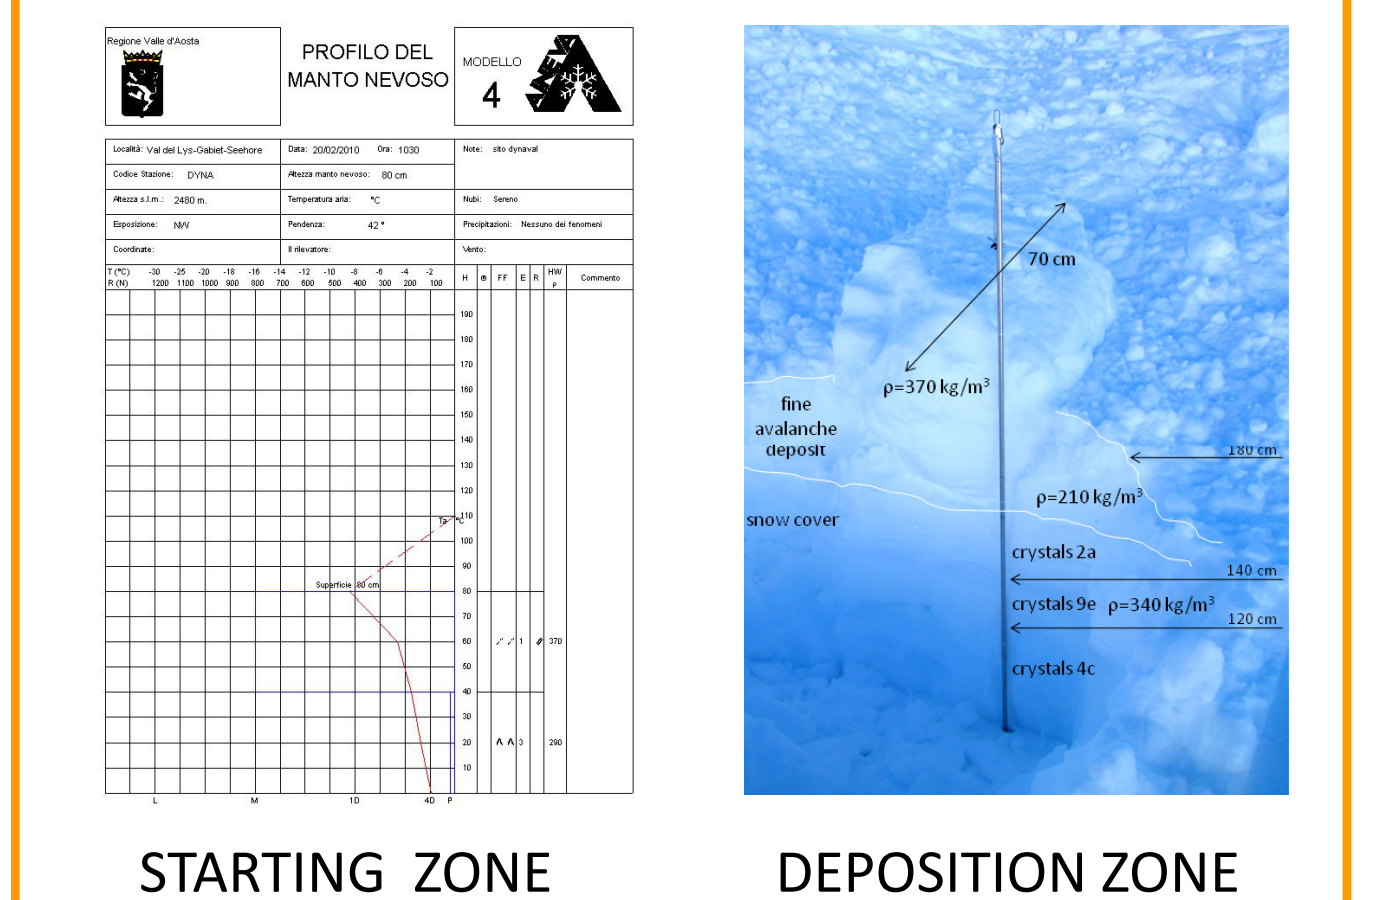 Regione Valle d'Aosta
PROFILO DEL
MANTO NEVOSO
MODELLO
4
Località: Val del Lys-Gabiet-Seehore
Data: 20/02/2010 Ora: 1030
Note: sito dynaval
Codice Stazione: DYNA
Altezza manto nevoso: 80 cm
Altezza s.l.m.: 2480 m.
Temperatura aria: °C
Nubi: Sereno
Esposizione: NW
Pendenza: 42 °
Precipitazioni: Nessuno dei fenomeni
Coordinate:
Il rilevatore:
Vento:
T (°C) -30 -25 -20 -18 -16 -14 -12 -10 -8 -6 -4 -2
R (N) 1200 1100 1000 900 800 700 600 500 400 300 200 100
H FF E R HW ρ Commento
190
180
170
160
150
140
130
120
110
Ta °C
100
90
Superficie 80 cm
80
70
60 1 370
50
40
30
20 3 290
10
L M 1D 4D P
STARTING ZONE
70 cm
ρ=370 kg/m³
fine
avalanche
deposit
180 cm
ρ=210 kg/m³
snow cover
crystals 2a
140 cm
crystals 9e ρ=340 kg/m³
120 cm
crystals 4c
DEPOSITION ZONE